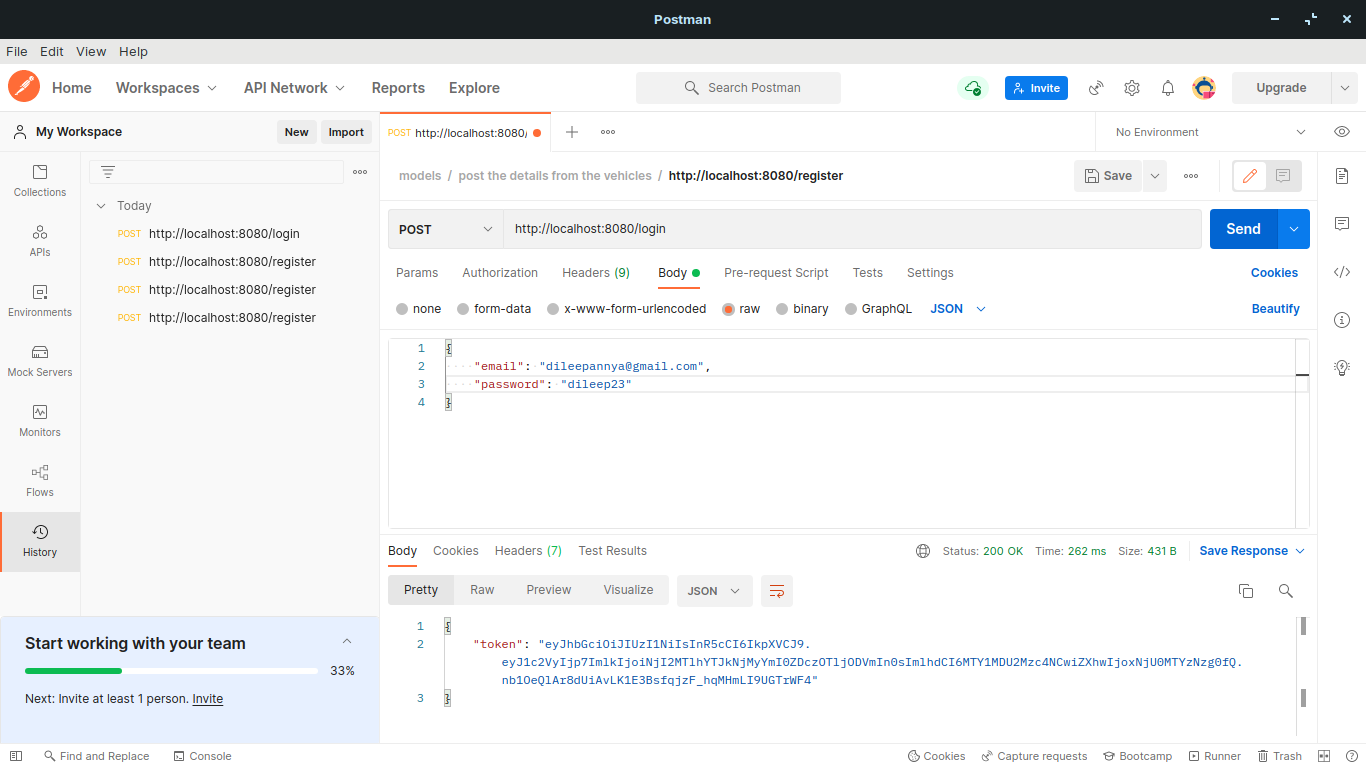 Postman
File Edit View Help
Home Workspaces API Network Reports Explore Search Postman Invite Upgrade
My Workspace New Import
POST http://localhost:8080/ No Environment
Collections
APIs
Environments
Mock Servers
Monitors
Flows
History
Today
POST http://localhost:8080/login
POST http://localhost:8080/register
POST http://localhost:8080/register
POST http://localhost:8080/register
models / post the details from the vehicles / http://localhost:8080/register Save
POST http://localhost:8080/login Send
Params Authorization Headers (9) Body Pre-request Script Tests Settings Cookies
none form-data x-www-form-urlencoded raw binary GraphQL JSON Beautify
1 {
2 "email": "dileepannya@gmail.com",
3 "password": "dileep23"
4 }
Body Cookies Headers (7) Test Results Status: 200 OK Time: 262 ms Size: 431 B Save Response
Pretty Raw Preview Visualize JSON
1 {
2 "token": "eyJhbGciOiJIUzI1NiIsInR5cCI6IkpXVCJ9.
eyJ1c2VyIjp7ImlkIjoiNjI2MTlhYTJkNjMyYmI0ZDczOTljODVmIn0sImlhdCI6MTY1MDU2Mzc4NCwiZXhwIjoxNjU0MTYzNzg0fQ.
nb1OeQlAr8dUiAvLK1E3BsfqjzF_hqMHmLI9UGTrWF4"
3 }
Start working with your team
33%
Next: Invite at least 1 person. Invite
Find and Replace Console Cookies Capture requests Bootcamp Runner Trash